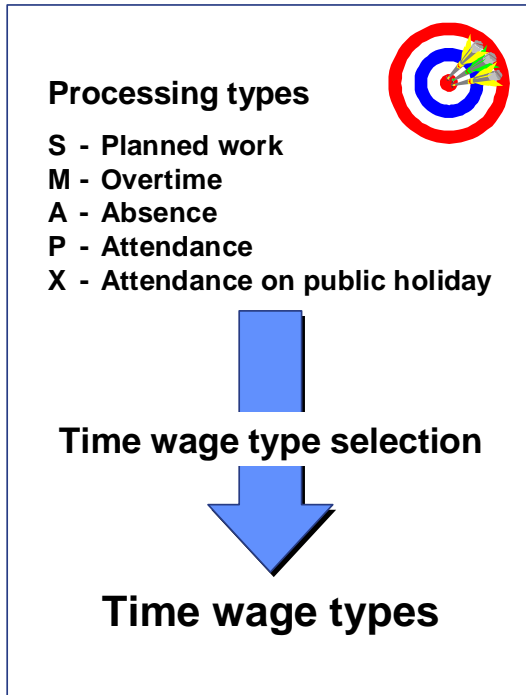 Processing types
S - Planned work
M - Overtime
A - Absence
P - Attendance
X - Attendance on public holiday
Time wage type selection
Time wage types